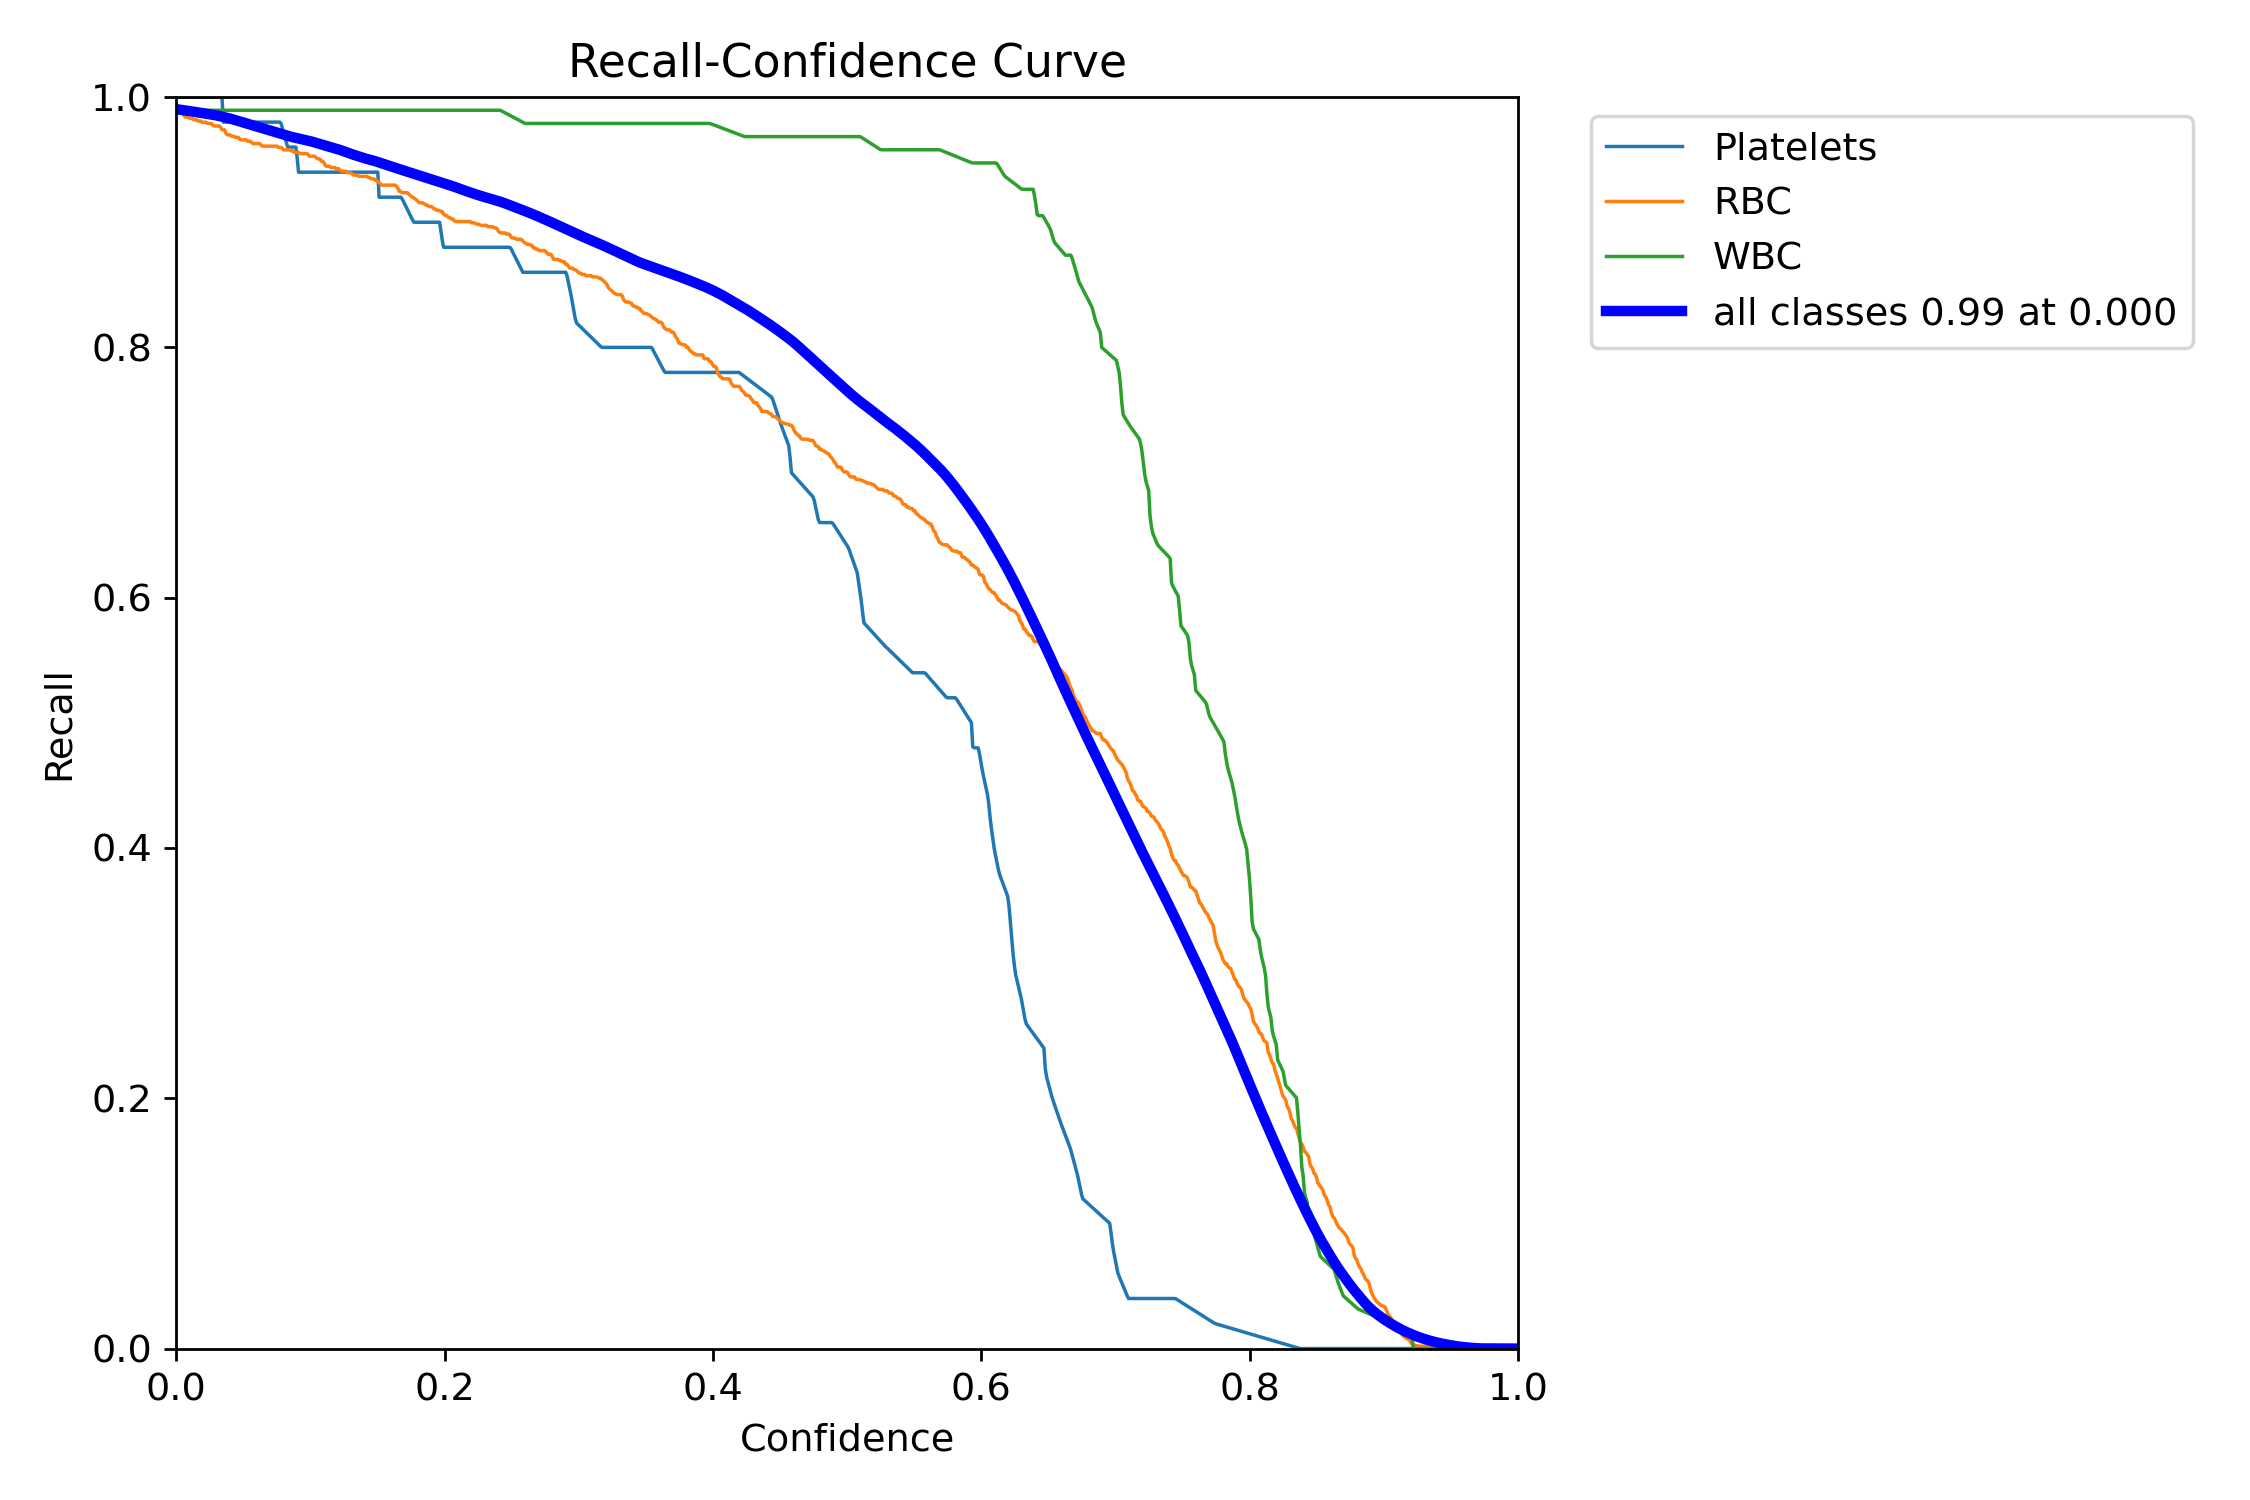 Recall-Confidence Curve
1.0
0.8
0.6
0.4
0.2
0.0
Recall
0.0 0.2 0.4 0.6 0.8 1.0
Confidence
Platelets
RBC
WBC
all classes 0.99 at 0.000